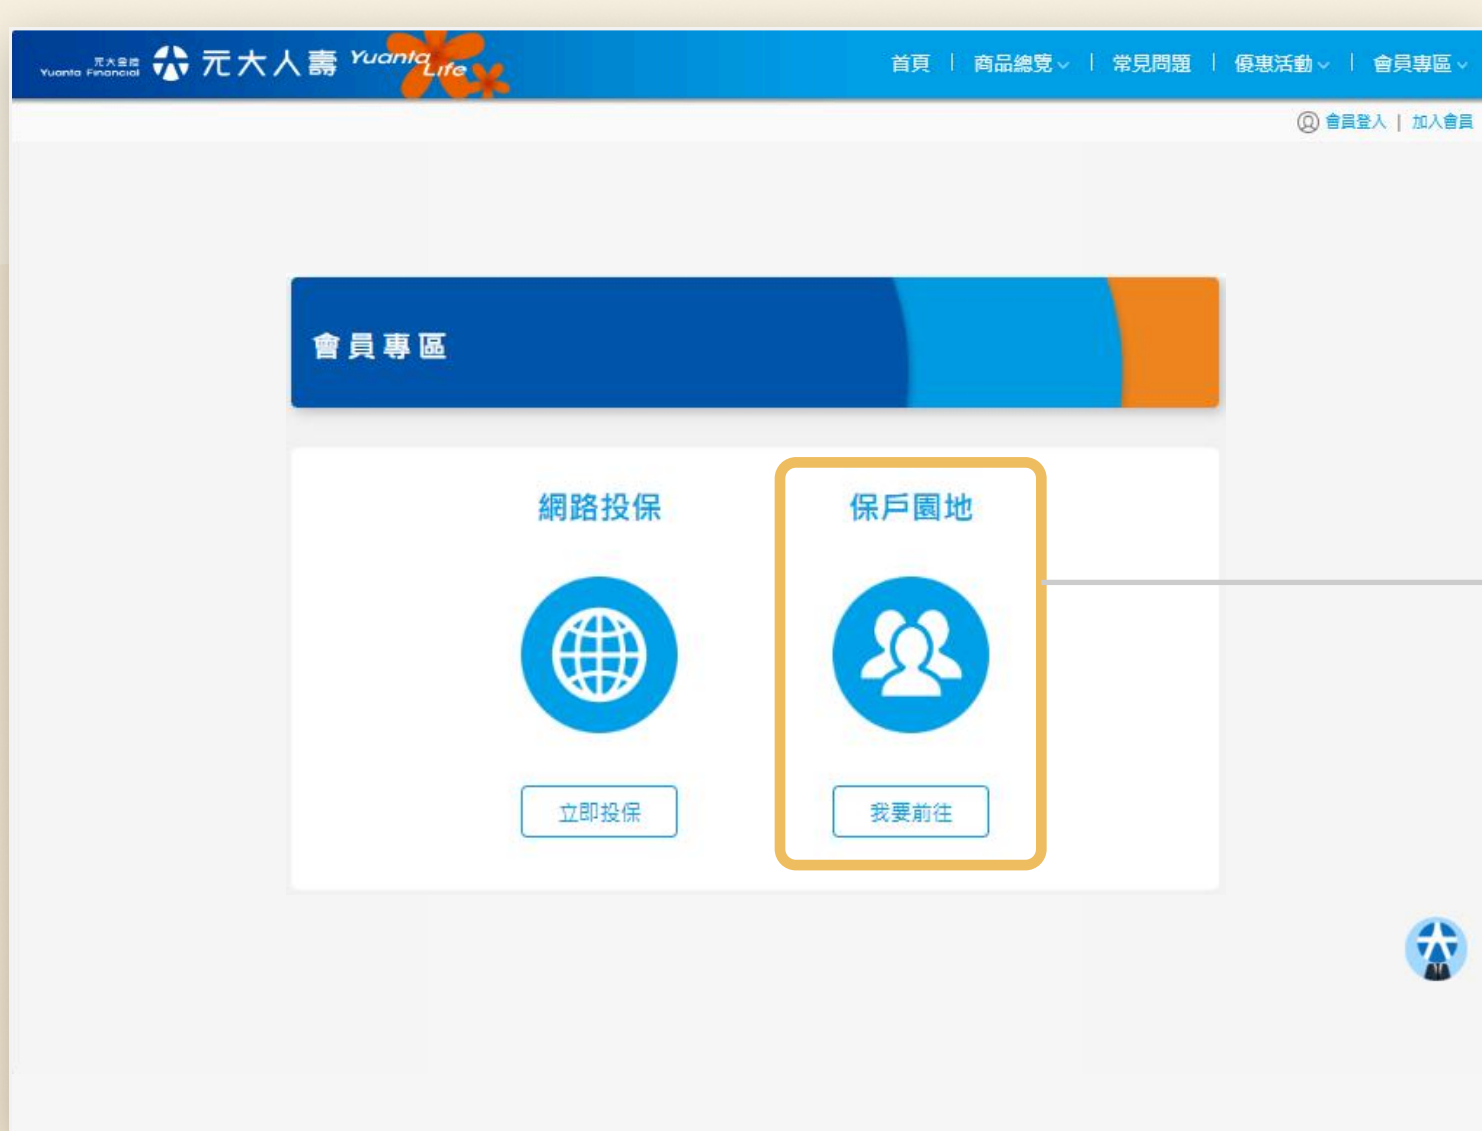 元大金控
Yuanta Financial
元大人壽 Yuanta Life
首頁 | 商品總覽 | 常見問題 | 優惠活動 | 會員專區
會員登入 | 加入會員
會員專區
網路投保 保戶園地
立即投保 我要前往